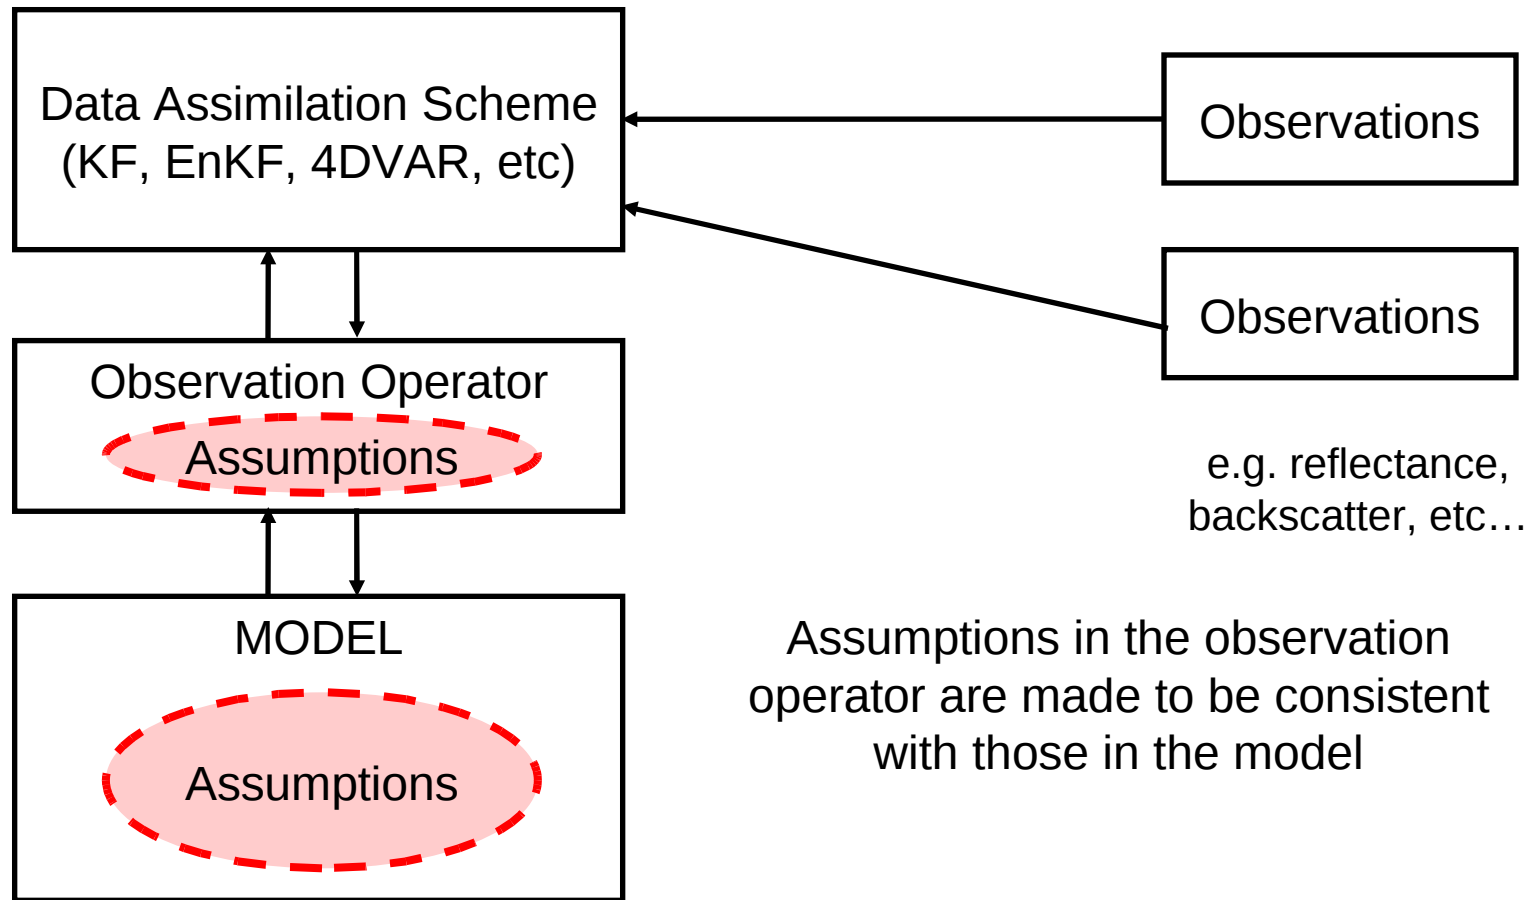 Data Assimilation Scheme
(KF, EnKF, 4DVAR, etc)
Observations
Observations
Observation Operator
Assumptions
e.g. reflectance,
backscatter, etc…
MODEL
Assumptions
Assumptions in the observation
operator are made to be consistent
with those in the model